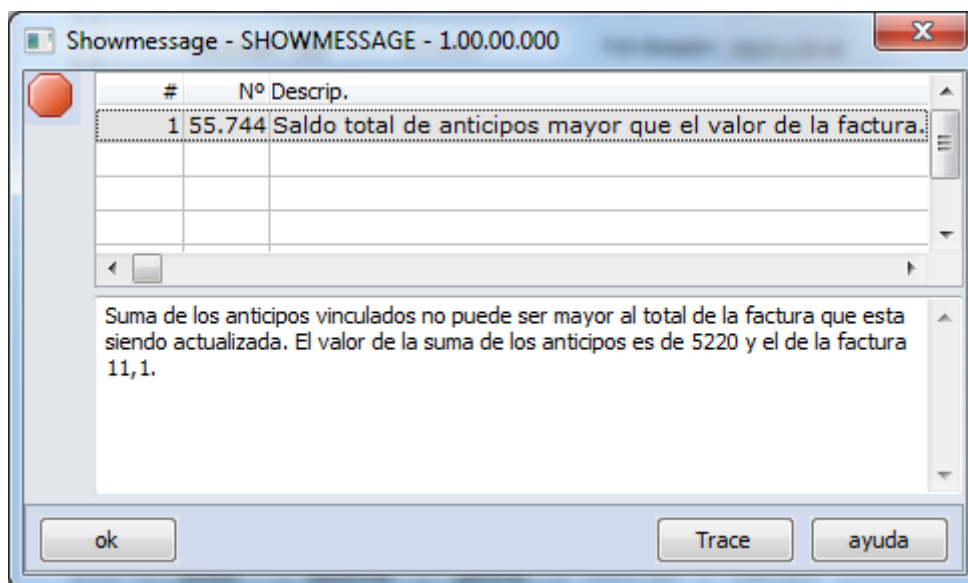 Showmessage - SHOWMESSAGE - 1.00.00.000
# Nº Descrip.
1 55.744 Saldo total de anticipos mayor que el valor de la factura.
Suma de los anticipos vinculados no puede ser mayor al total de la factura que esta
siendo actualizada. El valor de la suma de los anticipos es de 5220 y el de la factura
11,1.
ok Trace ayuda